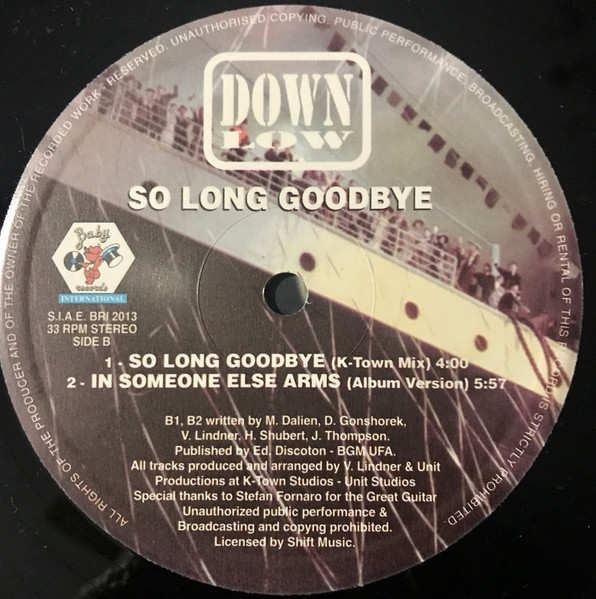 DOWN
LOW
SO LONG GOODBYE
Baby
records
INTERNATIONAL
S.I.A.E. BRI 2013
33 RPM STEREO
SIDE B
1 - SO LONG GOODBYE (K-Town Mix) 4:00
2 - IN SOMEONE ELSE ARMS (Album Version) 5:57
B1, B2 written by M. Dalien, D. Gonshorek,
V. Lindner, H. Shubert, J. Thompson.
Published by Ed. Discoton - BGM UFA.
All tracks produced and arranged by V. Lindner & Unit
Productions at K-Town Studios - Unit Studios
Special thanks to Stefan Fornaro for the Great Guitar
Unauthorized public performance &
Broadcasting and copyng prohibited.
Licensed by Shift Music.
ALL RIGHTS OF THE PRODUCER AND OF THE OWNER OF THE RECORDED WORK RESERVED. UNAUTHORISED COPYING. PUBLIC PERFORMANCE. BROADCASTING. HIRING OR RENTAL OF THIS RECORD IS STRICTLY PROHIBITED.